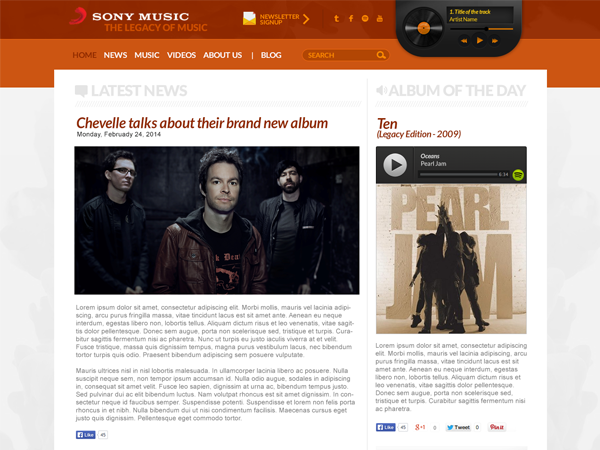 SONY MUSIC
THE LEGACY OF MUSIC
NEWSLETTER
SIGNUP
1. Title of the track
Artist Name
HOME NEWS MUSIC VIDEOS ABOUT US | BLOG
SEARCH
LATEST NEWS
Chevelle talks about their brand new album
Monday, Februady 24, 2014
Lorem ipsum dolor sit amet, consectetur adipiscing elit. Morbi mollis, mauris vel lacinia adipi-
scing, arcu purus fringilla massa, vitae tincidunt lacus est sit amet ante. Aenean eu neque
interdum, egestas libero non, lobortis tellus. Aliquam dictum risus et leo venenatis, vitae sagit-
tis dolor pellentesque. Donec sem augue, porta non scelerisque sed, tristique et turpis. Cura-
bitur sagittis fermentum nisi ac pharetra. Nunc ut turpis eu justo iaculis viverra at et velit.
Fusce tristique, massa quis dignissim tempus, magna purus vestibulum lacus, nec bibendum
tortor turpis quis odio. Praesent bibendum adipiscing sem posuere vulputate.
Mauris ultrices nisl in nisl lobortis malesuada. In ullamcorper lacinia libero ac posuere. Nulla
suscipit neque sem, non tempor ipsum accumsan id. Nulla odio augue, sodales in adipiscing
in, consequat sit amet velit. Fusce leo sapien, dignissim at urna ac, bibendum tempus justo.
Sed pulvinar dui ac elit bibendum luctus. Nam volutpat rhoncus est sit amet dignissim. In con-
sectetur neque id faucibus semper. Suspendisse potenti. Suspendisse et lorem non felis porta
rhoncus in et nibh. Nulla bibendum dui ut nisi condimentum facilisis. Maecenas cursus eget
justo quis dignissim. Pellentesque eget commodo tortor.
Like 45
ALBUM OF THE DAY
Ten
(Legacy Edition - 2009)
Oceans
Pearl Jam
6:34
PEARL
JAM
Lorem ipsum dolor sit amet, consectetur
adipiscing elit. Morbi mollis, mauris vel
lacinia adipiscing, arcu purus fringilla
massa, vitae tincidunt lacus est sit amet
ante. Aenean eu neque interdum, egestas
libero non, lobortis tellus. Aliquam dictum
risus et leo venenatis, vitae sagittis dolor
pellentesque. Donec sem augue,
porta non scelerisque sed,
tristique et turpis. Curabitur
sagittis fermentum nisi ac
pharetra.
Like 45 +1 0 Tweet 0 Pinit